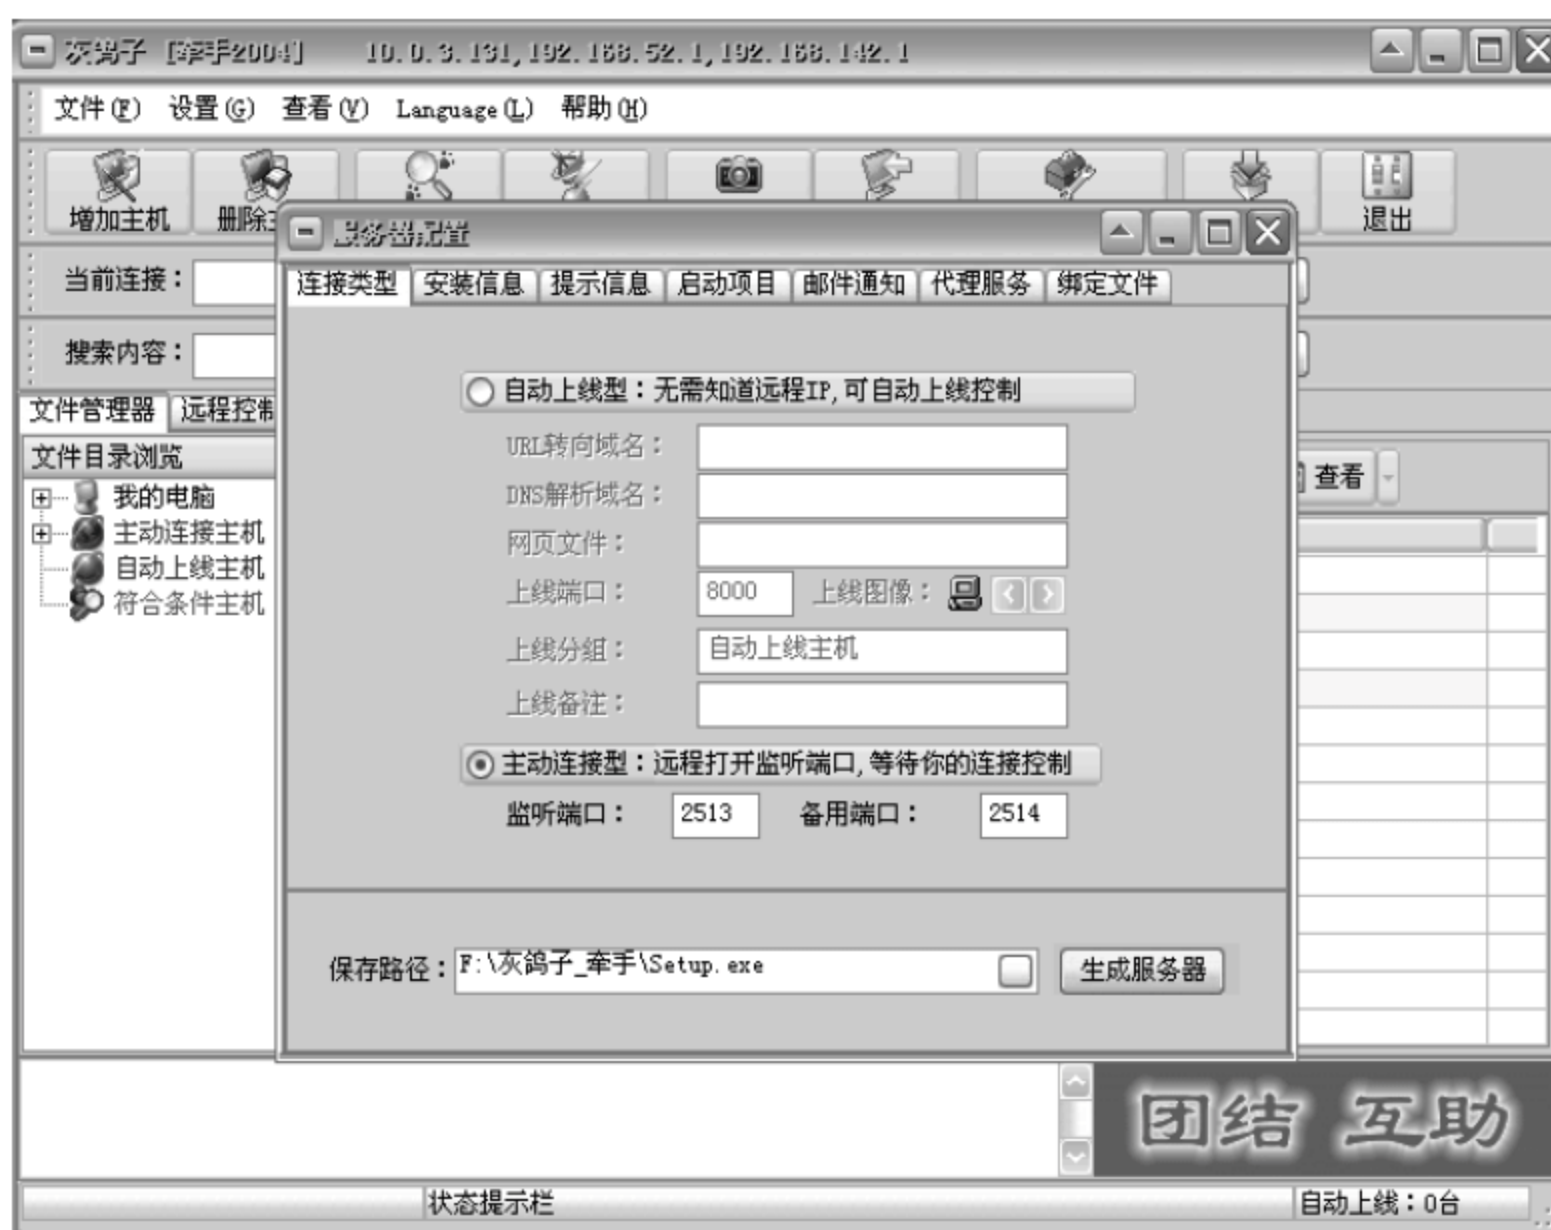 灰鸽子 [牵手2004] 10.0.3.131,192.168.52.1,192.168.142.1
文件(F) 设置(G) 查看(V) Language(L) 帮助(H)
增加主机 删除 退出
服务器配置
当前连接：
连接类型 安装信息 提示信息 启动项目 邮件通知 代理服务 绑定文件
搜索内容：
自动上线型：无需知道远程IP,可自动上线控制
文件管理器 远程控制
URL转向域名：
文件目录浏览
查看
DNS解析域名：
我的电脑
主动连接主机
网页文件：
自动上线主机
上线端口： 8000 上线图像：
符合条件主机
上线分组： 自动上线主机
上线备注：
主动连接型：远程打开监听端口,等待你的连接控制
监听端口： 2513 备用端口： 2514
保存路径： F:\灰鸽子_牵手\Setup.exe 生成服务器
团结 互助
状态提示栏 自动上线：0台